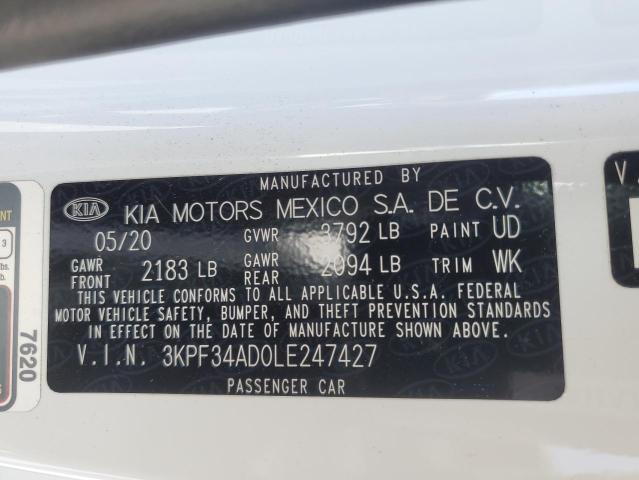 MANUFACTURED BY
KIA KIA MOTORS MEXICO S.A. DE C.V.
05/20 GVWR 3792 LB PAINT UD
GAWR FRONT 2183 LB GAWR REAR 2094 LB TRIM WK
THIS VEHICLE CONFORMS TO ALL APPLICABLE U.S.A. FEDERAL
MOTOR VEHICLE SAFETY, BUMPER, AND THEFT PREVENTION STANDARDS
IN EFFECT ON THE DATE OF MANUFACTURE SHOWN ABOVE.
V.I.N. 3KPF34AD0LE247427
PASSENGER CAR
7620